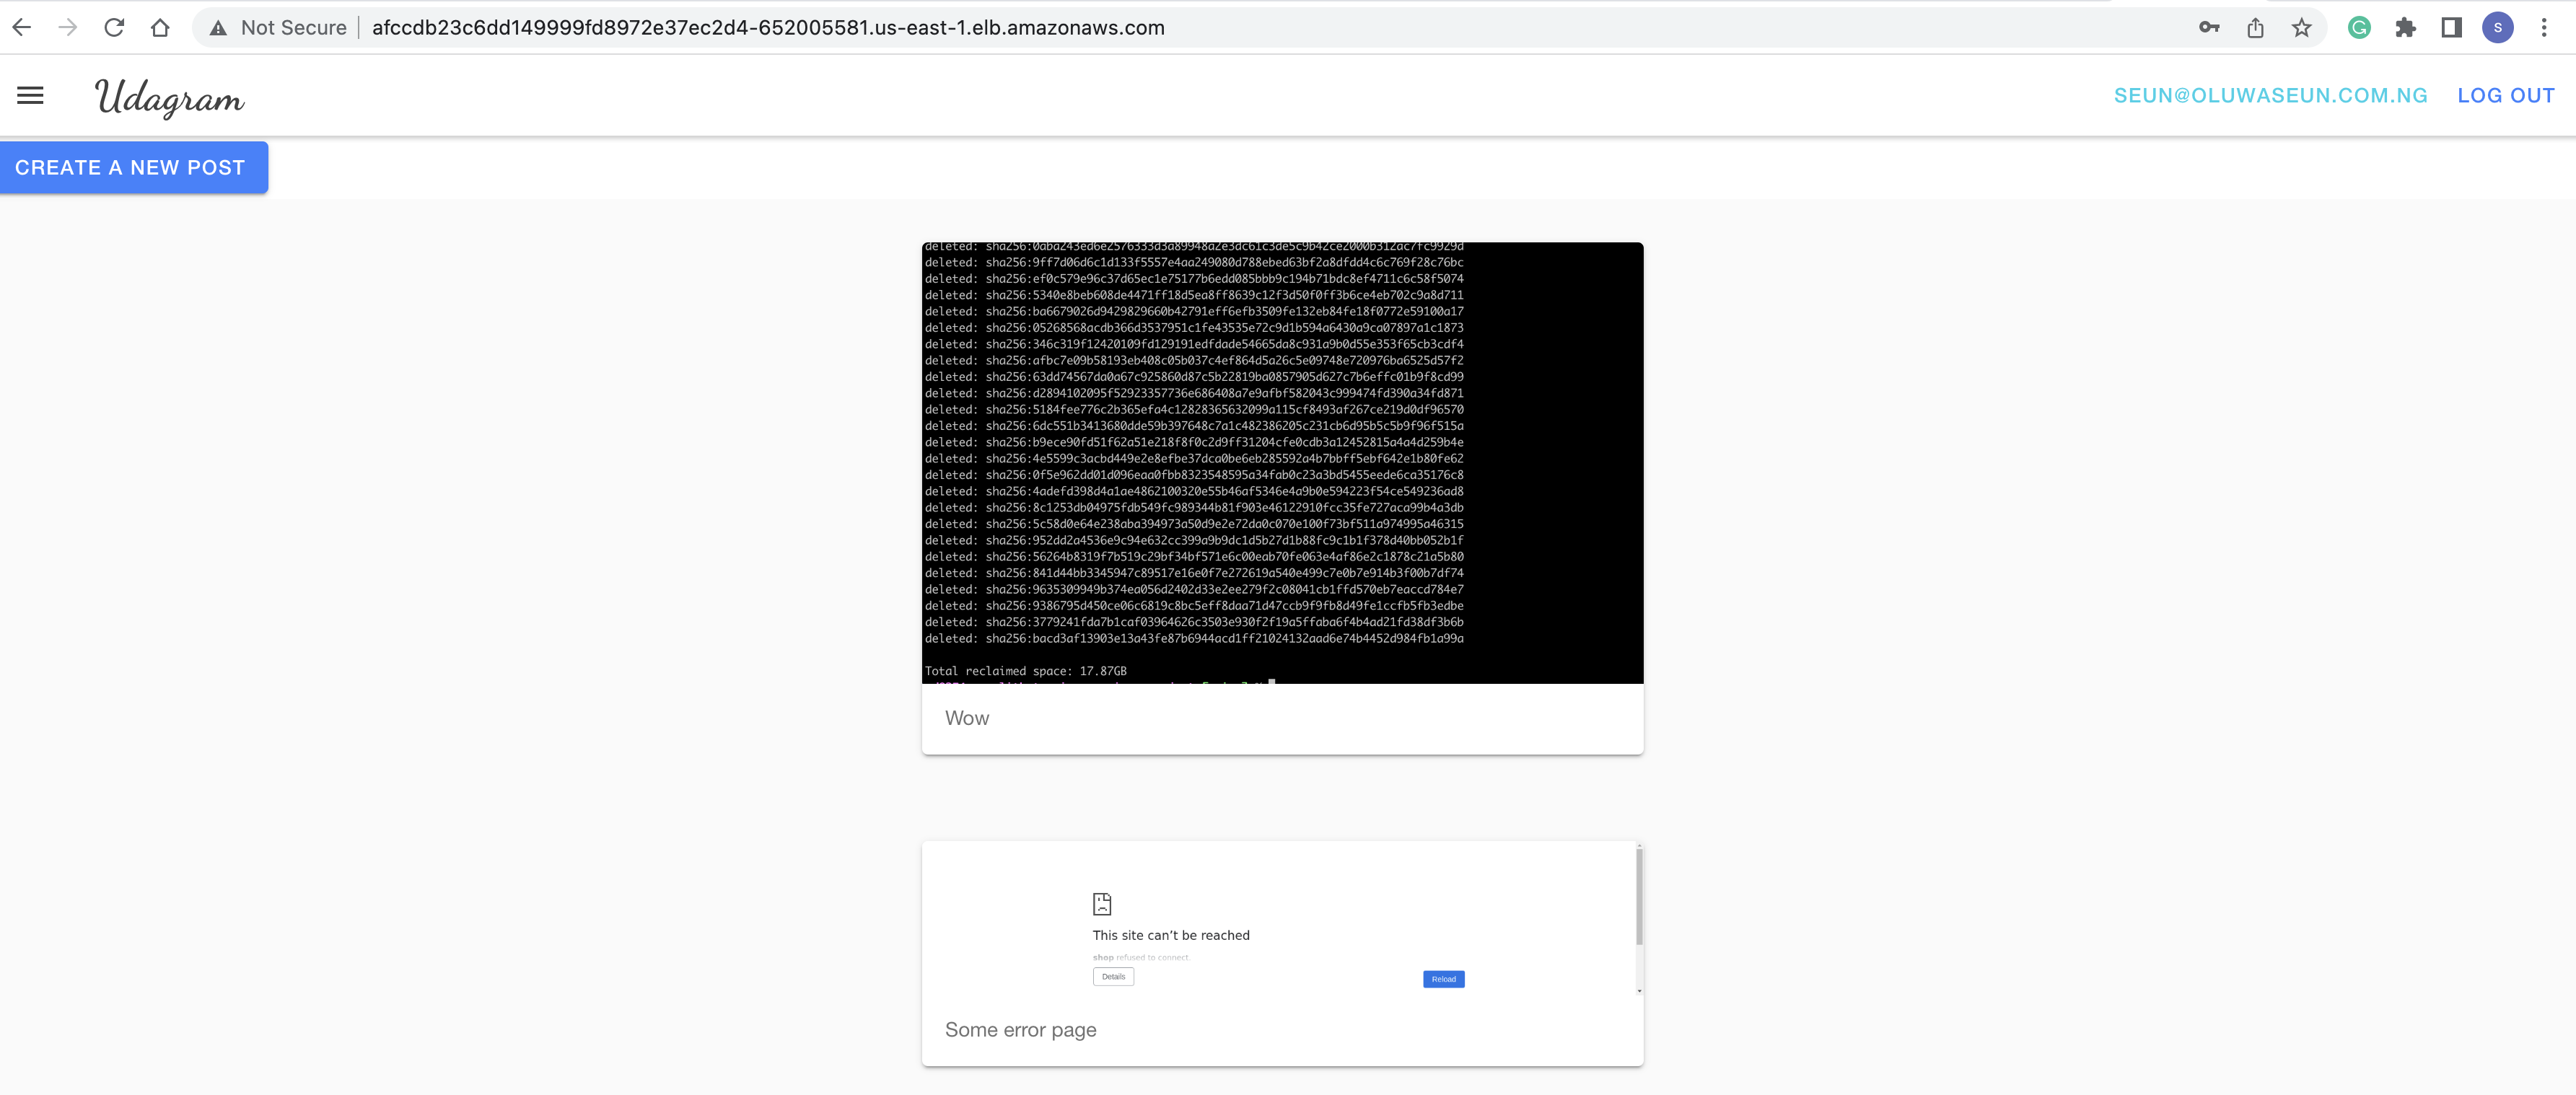 Not Secure | afccdb23c6dd149999fd8972e37ec2d4-652005581.us-east-1.elb.amazonaws.com
S
Udagram
SEUN@OLUWASEUN.COM.NG LOG OUT
CREATE A NEW POST
deleted: sha256:0aba243ed6e2576333d3a89948a2e3dc61c3de5c9b42ce2000b312ac7fc9929d
deleted: sha256:9ff7d06d6c1d133f5557e4aa249080d788ebed63bf2a8dfdd4c6c769f28c76bc
deleted: sha256:ef0c579e96c37d65ec1e75177b6edd085bbb9c194b71bdc8ef4711c6c58f5074
deleted: sha256:5340e8beb608de4471ff18d5ea8ff8639c12f3d50f0ff3b6ce4eb702c9a8d711
deleted: sha256:ba6679026d9429829660b42791eff6efb3509fe132eb84fe18f0772e59100a17
deleted: sha256:05268568acdb366d3537951c1fe43535e72c9d1b594a6430a9ca07897a1c1873
deleted: sha256:346c319f12420109fd129191edfdade54665da8c931a9b0d55e353f65cb3cdf4
deleted: sha256:afbc7e09b58193eb408c05b037c4ef864d5a26c5e09748e720976ba6525d57f2
deleted: sha256:63dd74567da0a67c925860d87c5b22819ba0857905d627c7b6effc01b9f8cd99
deleted: sha256:d2894102095f52923357736e686408a7e9afbf582043c999474fd390a34fd871
deleted: sha256:5184fee776c2b365efa4c12828365632099a115cf8493af267ce219d0df96570
deleted: sha256:6dc551b3413680dde59b397648c7a1c482386205c231cb6d95b5c5b9f96f515a
deleted: sha256:b9ece90fd51f62a51e218f8f0c2d9ff31204cfe0cdb3a12452815a4a4d259b4e
deleted: sha256:4e5599c3acbd449e2e8efbe37dca0be6eb285592a4b7bbff5ebf642e1b80fe62
deleted: sha256:0f5e962dd01d096eaa0fbb8323548595a34fab0c23a3bd5455eede6ca35176c8
deleted: sha256:4adefd398d4a1ae4862100320e55b46af5346e4a9b0e594223f54ce549236ad8
deleted: sha256:8c1253db04975fdb549fc989344b81f903e46122910fcc35fe727aca99b4a3db
deleted: sha256:5c58d0e64e238aba394973a50d9e2e72da0c070e100f73bf511a974995a46315
deleted: sha256:952dd2a4536e9c94e632cc399a9b9dc1d5b27d1b88fc9c1b1f378d40bb052b1f
deleted: sha256:56264b8319f7b519c29bf34bf571e6c00eab70fe063e4af86e2c1878c21a5b80
deleted: sha256:841d44bb3345947c89517e16e0f7e272619a540e499c7e0b7e914b3f00b7df74
deleted: sha256:9635309949b374ea056d2402d33e2ee279f2c08041cb1ffd570eb7eaccd784e7
deleted: sha256:9386795d450ce06c6819c8bc5eff8daa71d47ccb9f9fb8d49fe1ccfb5fb3edbe
deleted: sha256:3779241fda7b1caf03964626c3503e930f2f19a5ffaba6f4b4ad21fd38df3b6b
deleted: sha256:bacd3af13903e13a43fe87b6944acd1ff21024132aad6e74b4452d984fb1a99a
Total reclaimed space: 17.87GB
Wow
This site can't be reached
shop refused to connect.
Details
Reload
Some error page